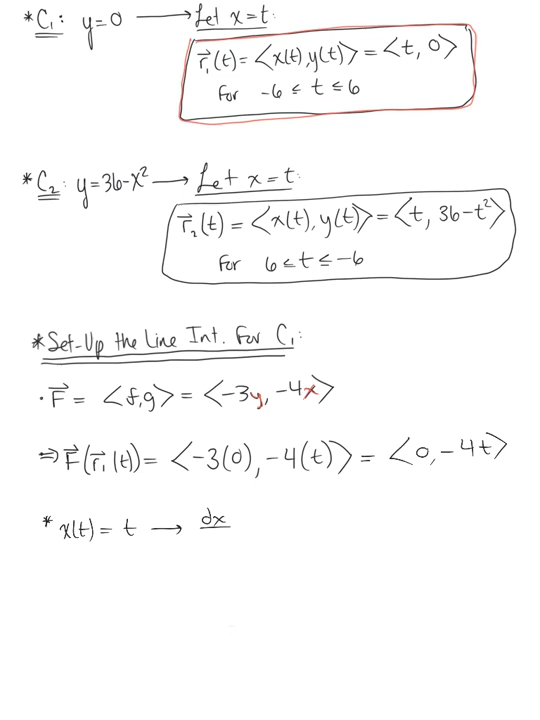 * C₁: y=0 ⟶ Let x=t:
r⃗₁(t)=<x(t),y(t)>=<t, 0>
For -6 ≤ t ≤ 6
* C₂: y=36-x² ⟶ Let x=t:
r⃗₂(t)=<x(t),y(t)>=<t, 36-t²>
For 6 ≤ t ≤ -6
* Set-Up the Line Int. For C₁:
· F⃗ = <f,g> = <-3y, -4x>
⇒ F⃗(r⃗₁(t))= <-3(0), -4(t)> = <0, -4t>
* x(t)= t ⟶ dx